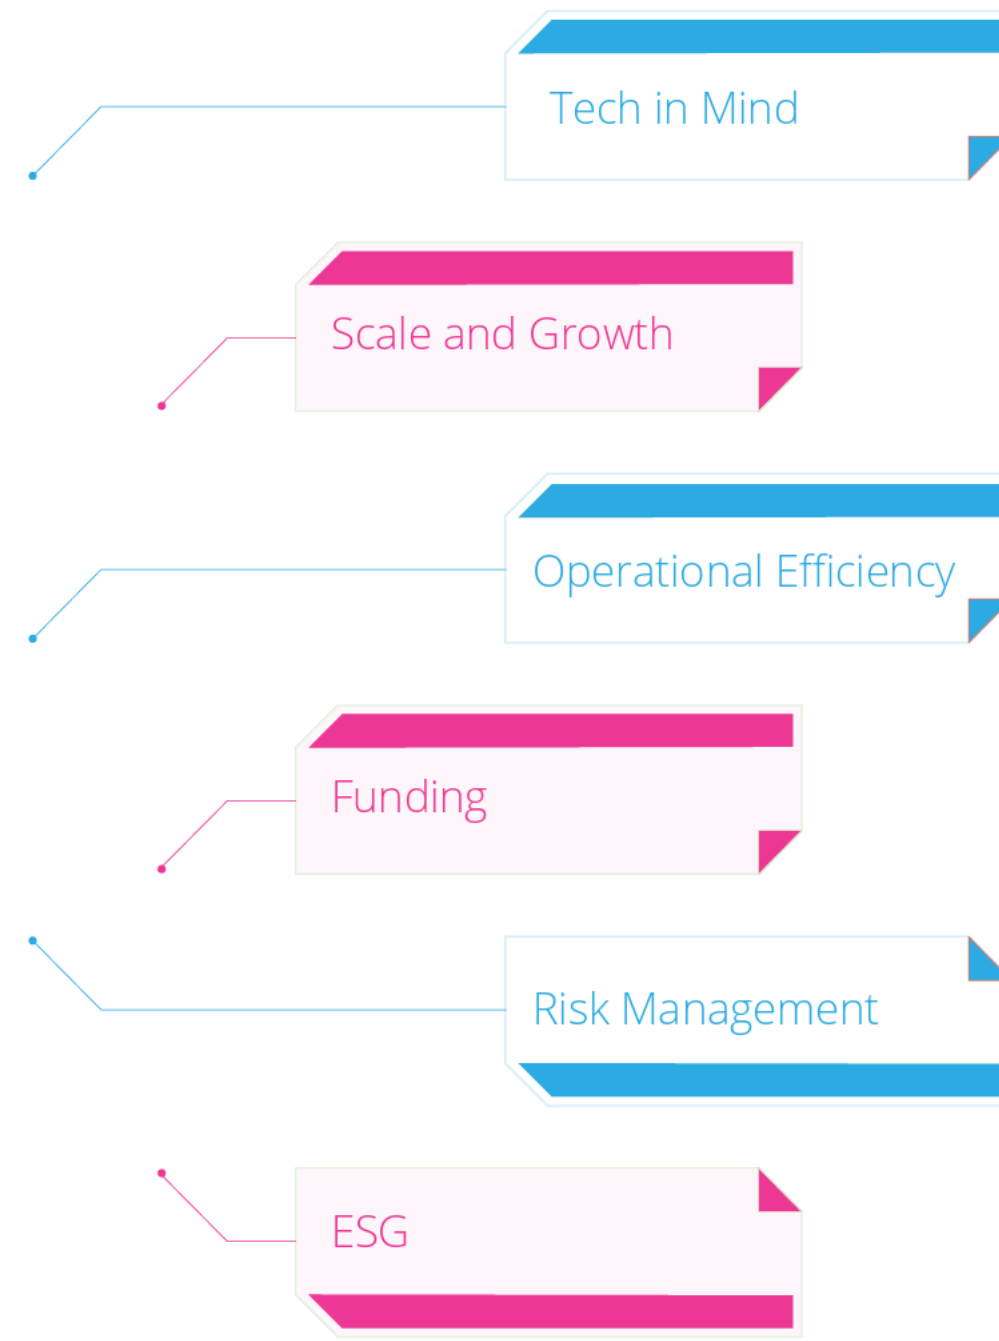 Tech in Mind
Scale and Growth
Operational Efficiency
Funding
Risk Management
ESG